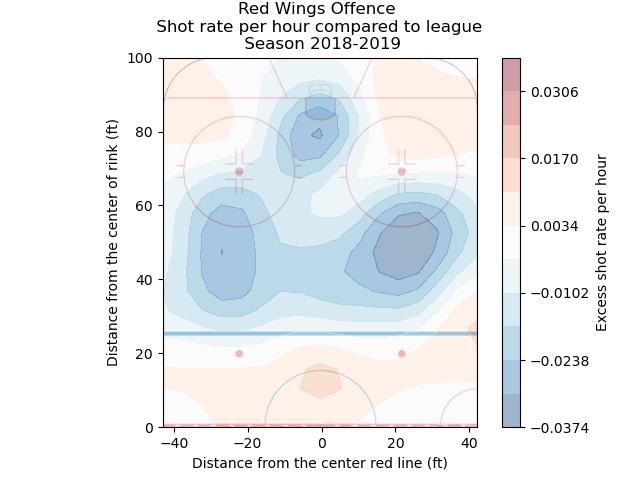 Red Wings Offence
Shot rate per hour compared to league
Season 2018-2019
100
80
60
40
20
0
Distance from the center of rink (ft)
−40
−20
0
20
40
Distance from the center red line (ft)
0.0306
0.0170
0.0034
−0.0102
−0.0238
−0.0374
Excess shot rate per hour